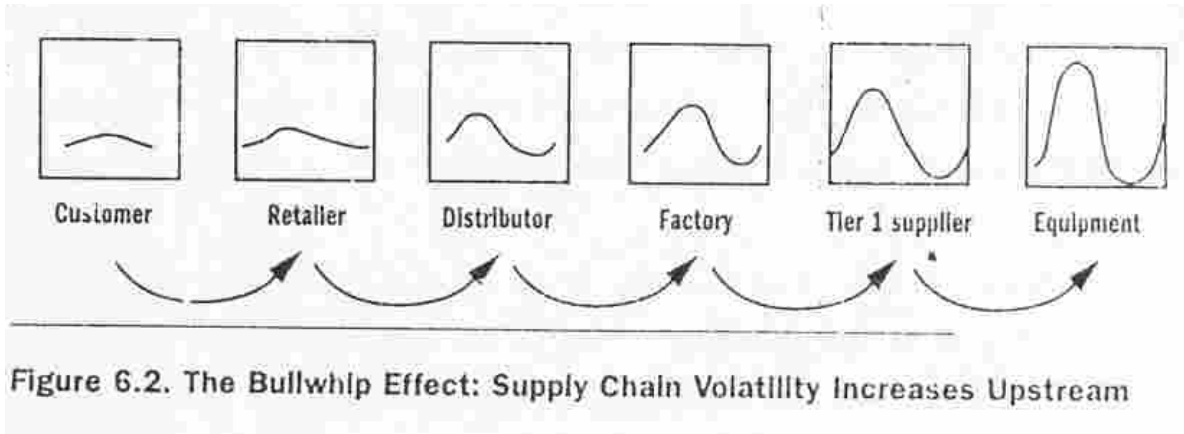 Customer Retailer Distributor Factory Tier 1 supplier Equipment
Figure 6.2. The Bullwhip Effect: Supply Chain Volatility Increases Upstream